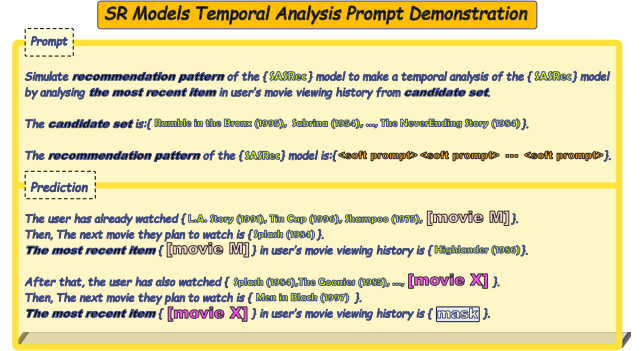 SR Models Temporal Analysis Prompt Demonstration
Prompt
Simulate recommendation pattern of the { SASRec } model to make a temporal analysis of the { SASRec } model
by analysing the most recent item in user's movie viewing history from candidate set.
The candidate set is:{ Rumble in the Bronx (1995), Sabrina (1954), ..., The NeverEnding Story (1984) }.
The recommendation pattern of the { SASRec } model is:{<soft prompt> <soft prompt> ··· <soft prompt>}.
Prediction
The user has already watched { L.A. Story (1991), Tin Cup (1996), Shampoo (1975), [movie M] }.
Then, The next movie they plan to watch is { Splash (1984) }.
The most recent item { [movie M] } in user's movie viewing history is { Highlander (1986) }.
After that, the user has also watched { Splash (1984),The Goonies (1985), ..., [movie X] }.
Then, The next movie they plan to watch is { Men in Black (1997) }.
The most recent item { [movie X] } in user's movie viewing history is { mask }.